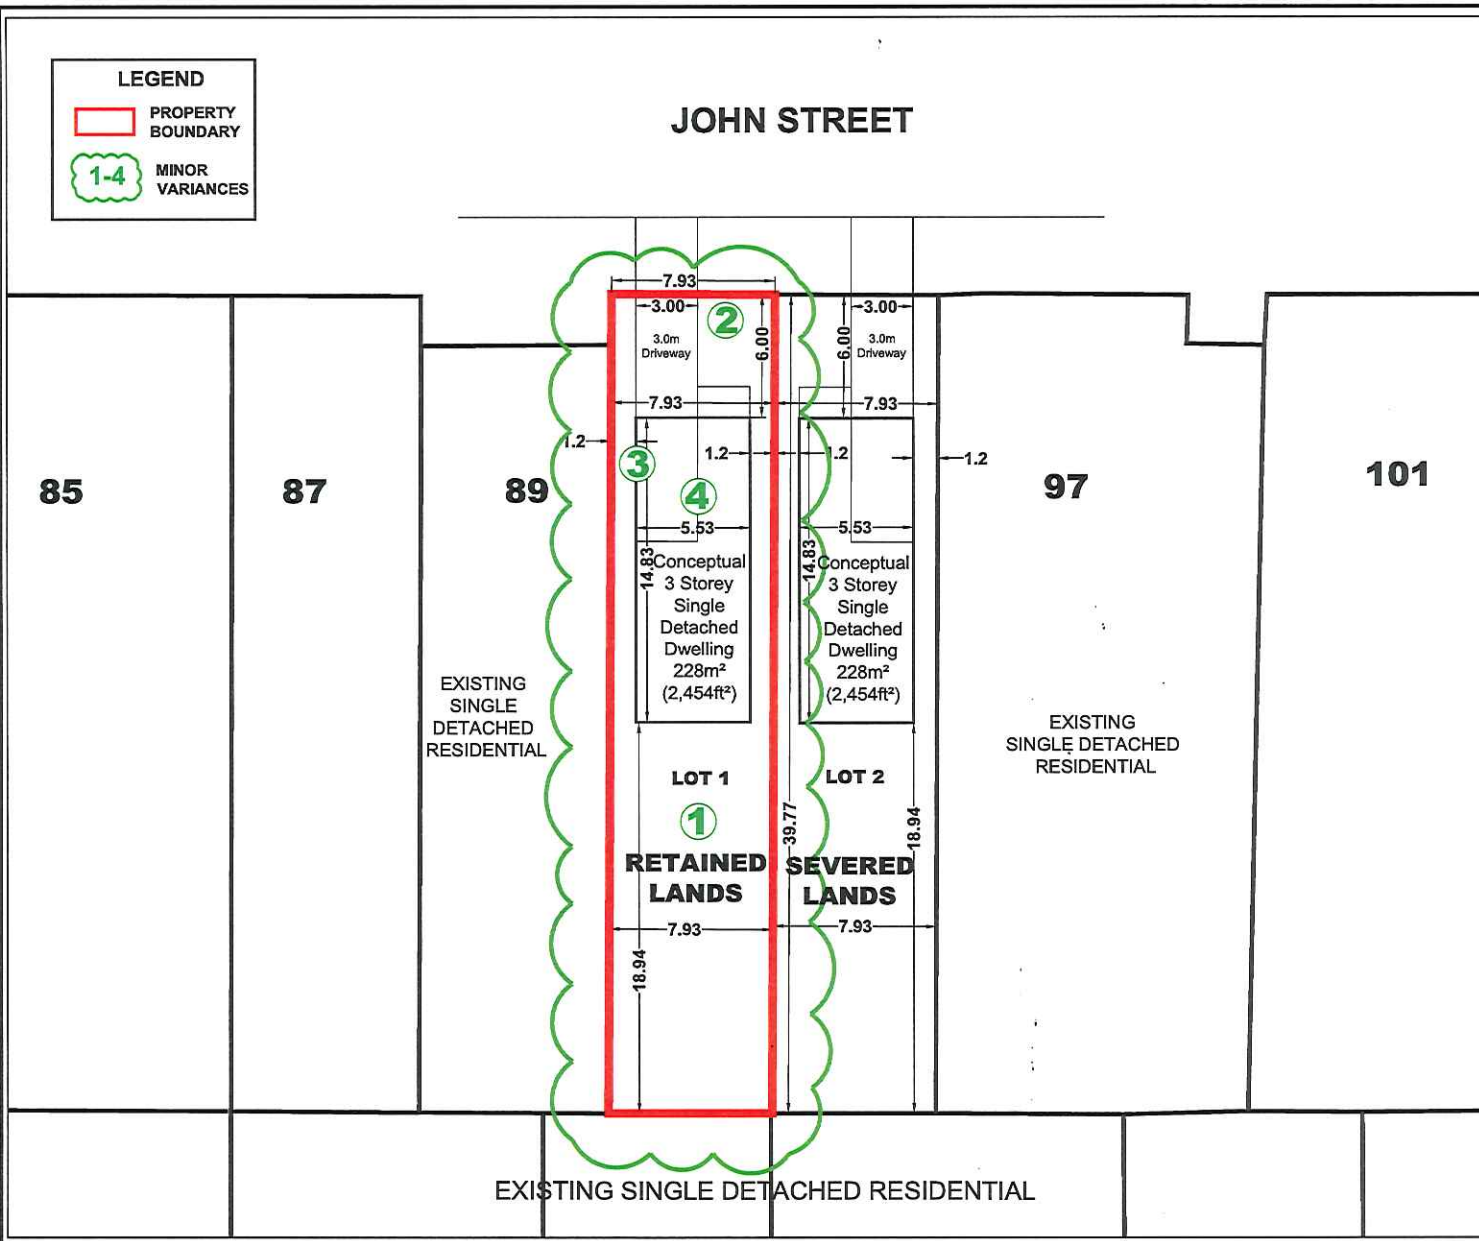 LEGEND
PROPERTY
BOUNDARY
1-4
MINOR
VARIANCES
JOHN STREET
7.93
3.00
2
3.0m
Driveway
6.00
7.93
3.00
3.0m
Driveway
6.00
7.93
1.2
3
1.2
1.2
1.2
4
5.53
5.53
14.83
14.83
85
87
89
97
101
Conceptual
3 Storey
Single
Detached
Dwelling
228m²
(2,454ft²)
Conceptual
3 Storey
Single
Detached
Dwelling
228m²
(2,454ft²)
EXISTING
SINGLE
DETACHED
RESIDENTIAL
EXISTING
SINGLE DETACHED
RESIDENTIAL
LOT 1
LOT 2
1
39.77
18.94
RETAINED
LANDS
SEVERED
LANDS
7.93
7.93
18.94
EXISTING SINGLE DETACHED RESIDENTIAL